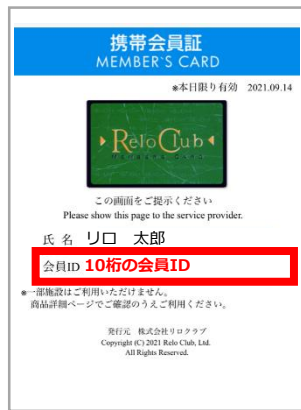 携帯会員証
MEMBER'S CARD
※本日限り有効 2021.09.14
ReloClub
MEMBERS CARD
この画面をご提示ください
Please show this page to the service provider.
氏 名 リロ 太郎
会員ID 10桁の会員ID
※一部施設はご利用いただけません。
商品詳細ページでご確認のうえご利用ください。
発行元 株式会社リロクラブ
Copyright (C) 2021 Relo Club, Ltd.
All Rights Reserved.